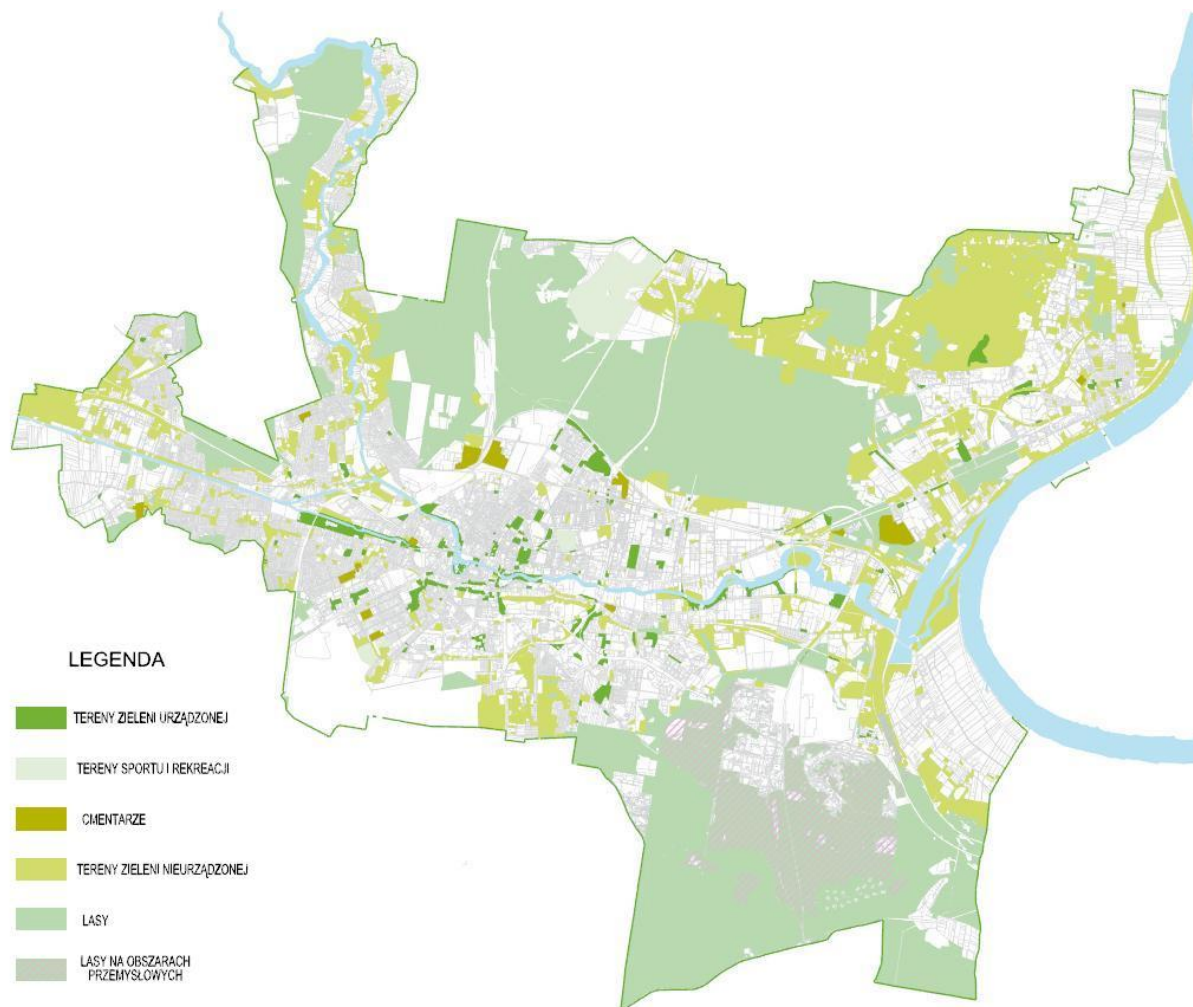 LEGENDA
TERENY ZIELENI URZĄDZONEJ
TERENY SPORTU I REKREACJI
CMENTARZE
TERENY ZIELENI NIEURZĄDZONEJ
LASY
LASY NA OBSZARACH
PRZEMYSŁOWYCH